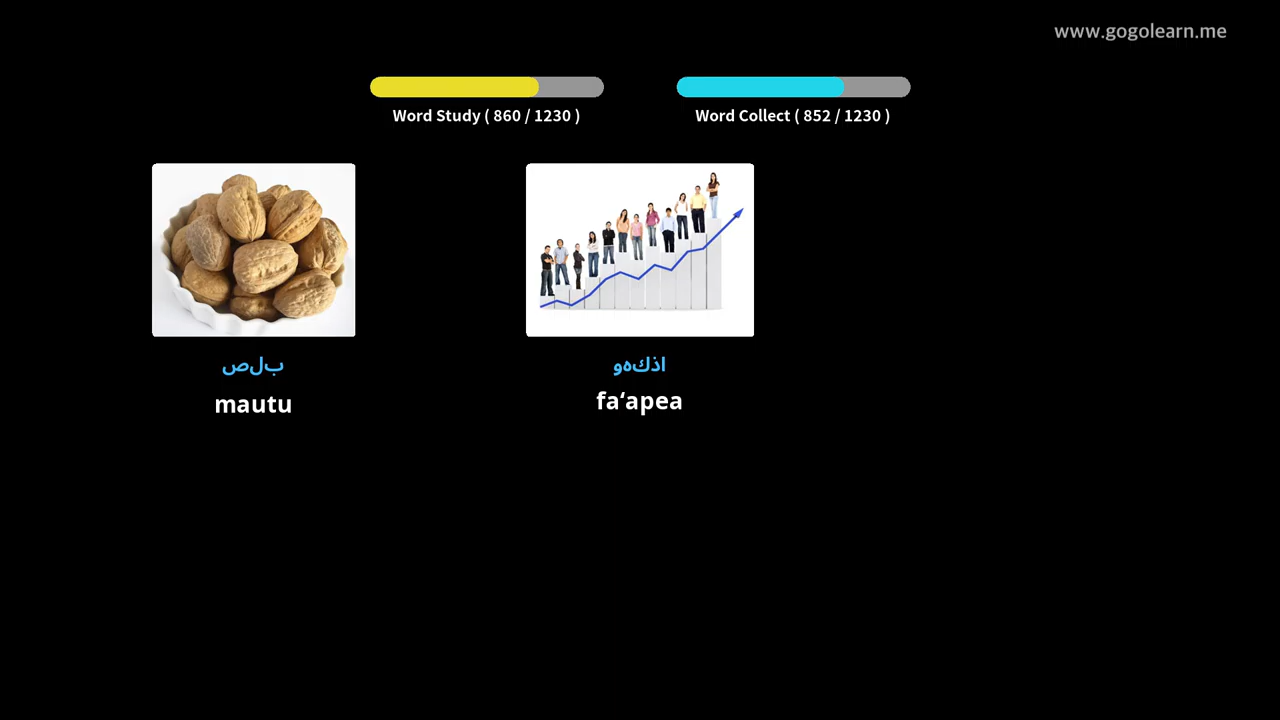 www.gogolearn.me
Word Study ( 860 / 1230 )
Word Collect ( 852 / 1230 )
بلص
mautu
اذكهو
fa‘apea